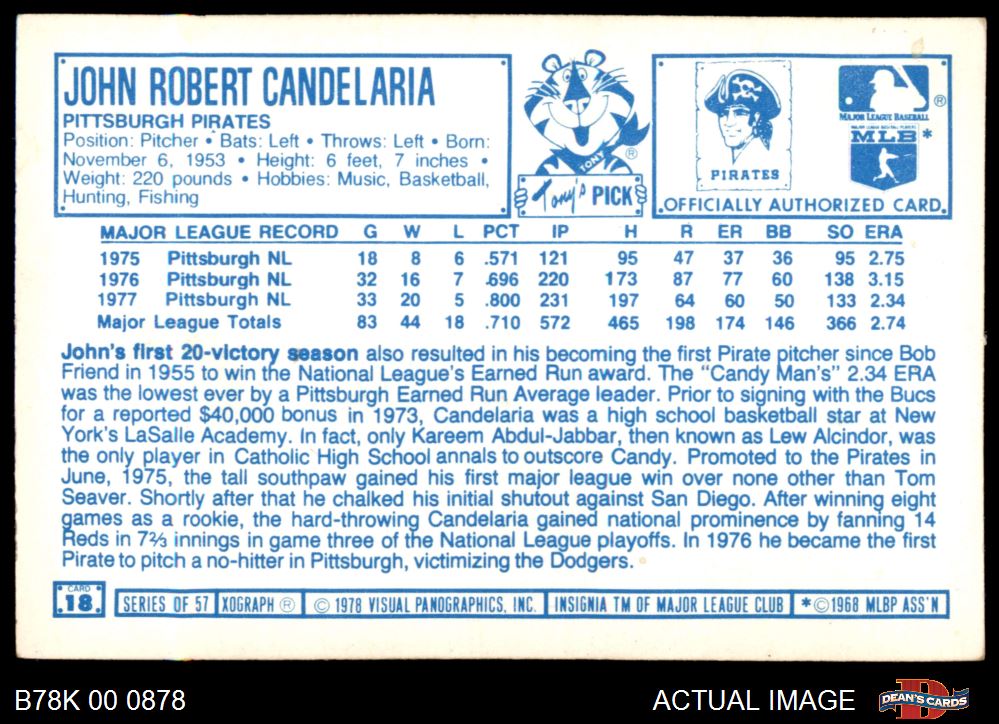 JOHN ROBERT CANDELARIA
PITTSBURGH PIRATES
Position: Pitcher • Bats: Left • Throws: Left • Born:
November 6, 1953 • Height: 6 feet, 7 inches •
Weight: 220 pounds • Hobbies: Music, Basketball,
Hunting, Fishing
TONY ®
Tony's PICK
PIRATES
®
MAJOR LEAGUE BASEBALL
MAJOR LEAGUE BASEBALL PLAYERS
MLB *
OFFICIALLY AUTHORIZED CARD
MAJOR LEAGUE RECORD G W L PCT IP H R ER BB SO ERA
1975 Pittsburgh NL 18 8 6 .571 121 95 47 37 36 95 2.75
1976 Pittsburgh NL 32 16 7 .696 220 173 87 77 60 138 3.15
1977 Pittsburgh NL 33 20 5 .800 231 197 64 60 50 133 2.34
Major League Totals 83 44 18 .710 572 465 198 174 146 366 2.74
John's first 20-victory season also resulted in his becoming the first Pirate pitcher since Bob
Friend in 1955 to win the National League's Earned Run award. The "Candy Man's" 2.34 ERA
was the lowest ever by a Pittsburgh Earned Run Average leader. Prior to signing with the Bucs
for a reported $40,000 bonus in 1973, Candelaria was a high school basketball star at New
York's LaSalle Academy. In fact, only Kareem Abdul-Jabbar, then known as Lew Alcindor, was
the only player in Catholic High School annals to outscore Candy. Promoted to the Pirates in
June, 1975, the tall southpaw gained his first major league win over none other than Tom
Seaver. Shortly after that he chalked his initial shutout against San Diego. After winning eight
games as a rookie, the hard-throwing Candelaria gained national prominence by fanning 14
Reds in 7⅔ innings in game three of the National League playoffs. In 1976 he became the first
Pirate to pitch a no-hitter in Pittsburgh, victimizing the Dodgers.
CARD
18
SERIES OF 57 XOGRAPH ® © 1978 VISUAL PANOGRAPHICS, INC. INSIGNIA TM OF MAJOR LEAGUE CLUB *©1968 MLBP ASS'N
B78K 00 0878 ACTUAL IMAGE DEAN'S CARDS